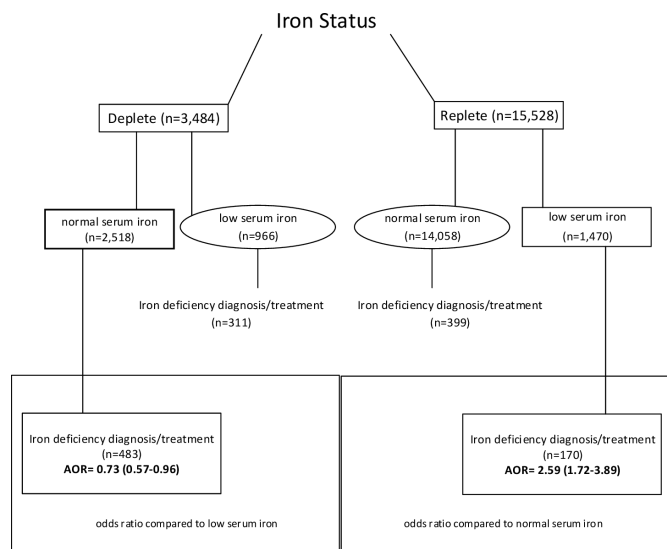 Iron Status
Deplete (n=3,484)
Replete (n=15,528)
normal serum iron
(n=2,518)
low serum iron
(n=966)
normal serum iron
(n=14,058)
low serum iron
(n=1,470)
Iron deficiency diagnosis/treatment
(n=311)
Iron deficiency diagnosis/treatment
(n=399)
Iron deficiency diagnosis/treatment
(n=483)
AOR= 0.73 (0.57-0.96)
odds ratio compared to low serum iron
Iron deficiency diagnosis/treatment
(n=170)
AOR= 2.59 (1.72-3.89)
odds ratio compared to normal serum iron